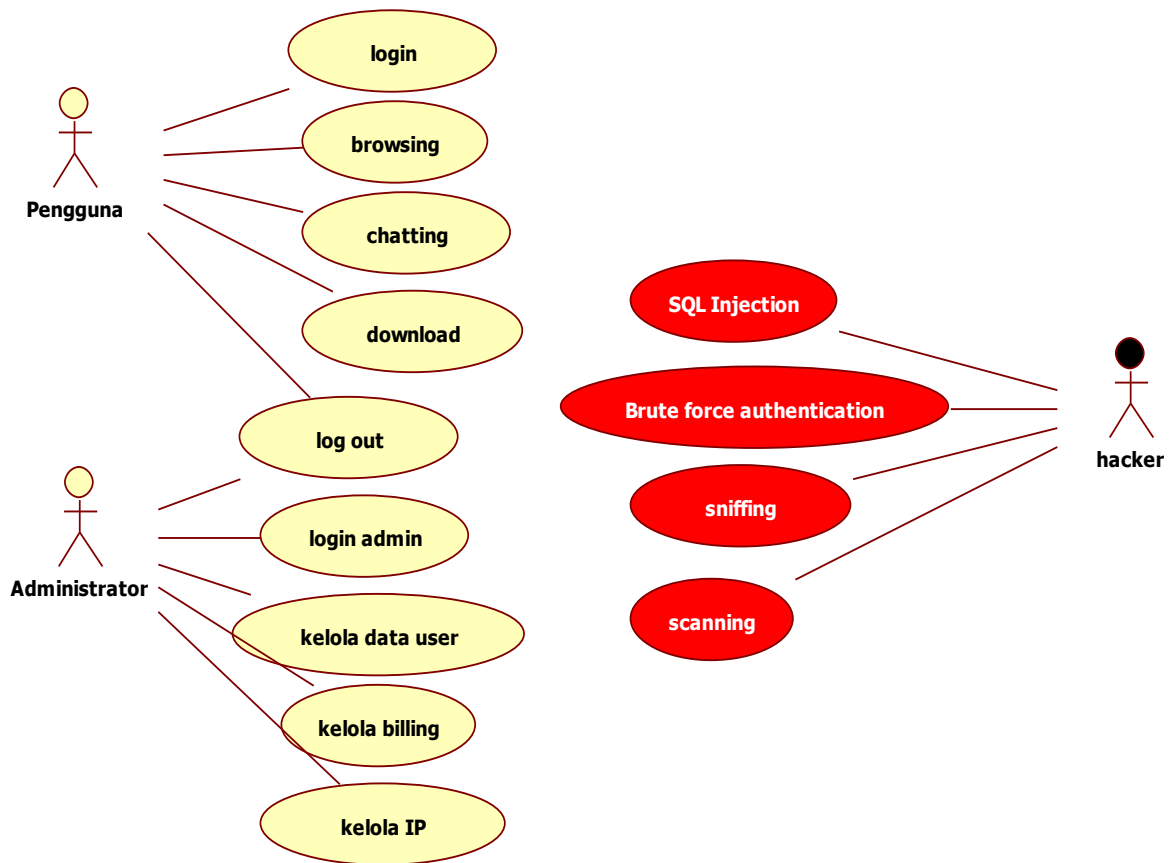 login
browsing
Pengguna
chatting
download
log out
Administrator
login admin
kelola data user
kelola billing
kelola IP
SQL Injection
Brute force authentication
hacker
sniffing
scanning